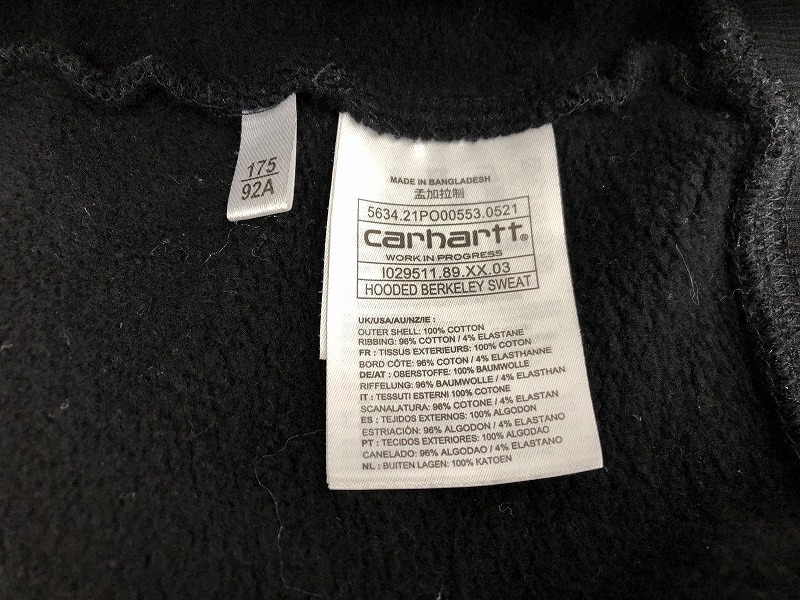 175
92A
MADE IN BANGLADESH
孟加拉制
5634.21PO00553.0521
carhartt®
WORK IN PROGRESS
I029511.89.XX.03
HOODED BERKELEY SWEAT
UK/USA/AU/NZ/IE :
OUTER SHELL: 100% COTTON
RIBBING: 96% COTTON / 4% ELASTANE
FR : TISSUS EXTERIEURS: 100% COTON
BORD CÔTE: 96% COTON / 4% ELASTHANNE
DE/AT : OBERSTOFFE: 100% BAUMWOLLE
RIFFELUNG: 96% BAUMWOLLE / 4% ELASTHAN
IT : TESSUTI ESTERNI 100% COTONE
SCANALATURA: 96% COTONE / 4% ELASTAN
ES : TEJIDOS EXTERNOS: 100% ALGODON
ESTRIACIÓN: 96% ALGODON / 4% ELASTANO
PT : TECIDOS EXTERIORES: 100% ALGODAO
CANELADO: 96% ALGODAO / 4% ELASTANO
NL : BUITEN LAGEN: 100% KATOEN